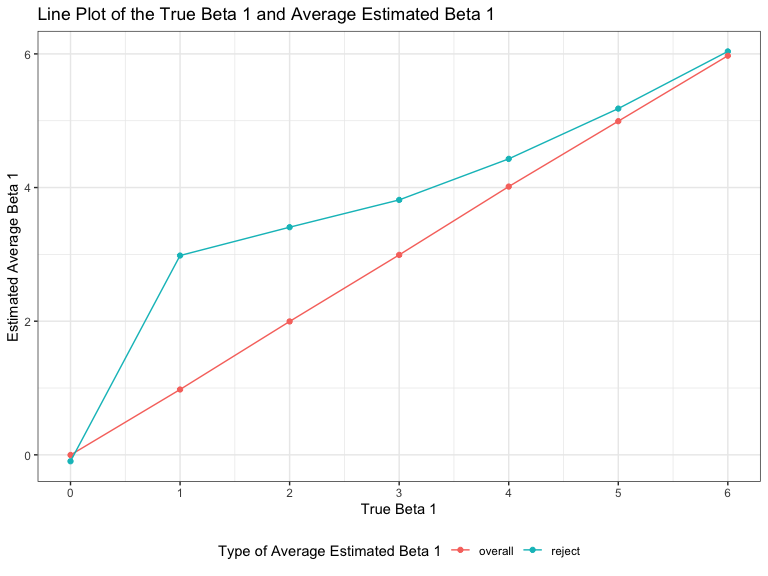 Line Plot of the True Beta 1 and Average Estimated Beta 1
Estimated Average Beta 1
6
4
2
0
0 1 2 3 4 5 6
True Beta 1
Type of Average Estimated Beta 1 overall reject